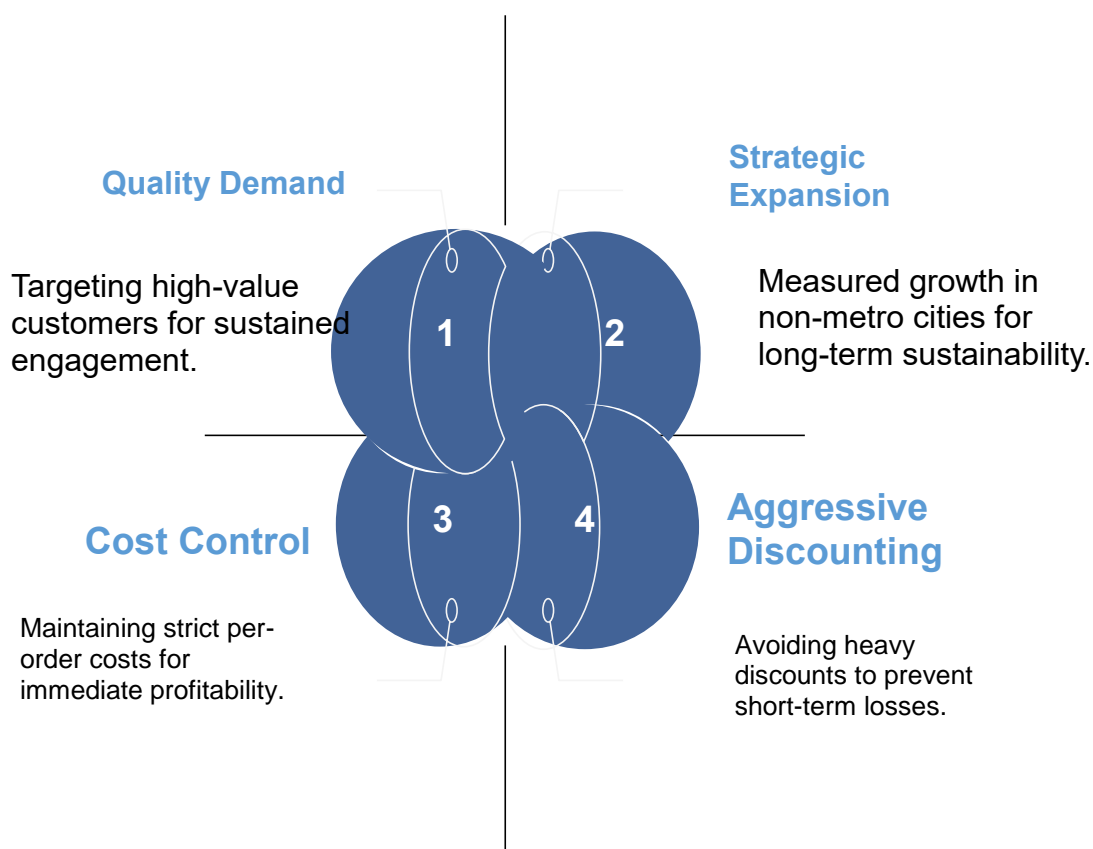 Quality Demand
Targeting high-value
customers for sustained
engagement.
1
Strategic
Expansion
Measured growth in
non-metro cities for
long-term sustainability.
2
Cost Control
Maintaining strict per-
order costs for
immediate profitability.
3
Aggressive
Discounting
Avoiding heavy
discounts to prevent
short-term losses.
4